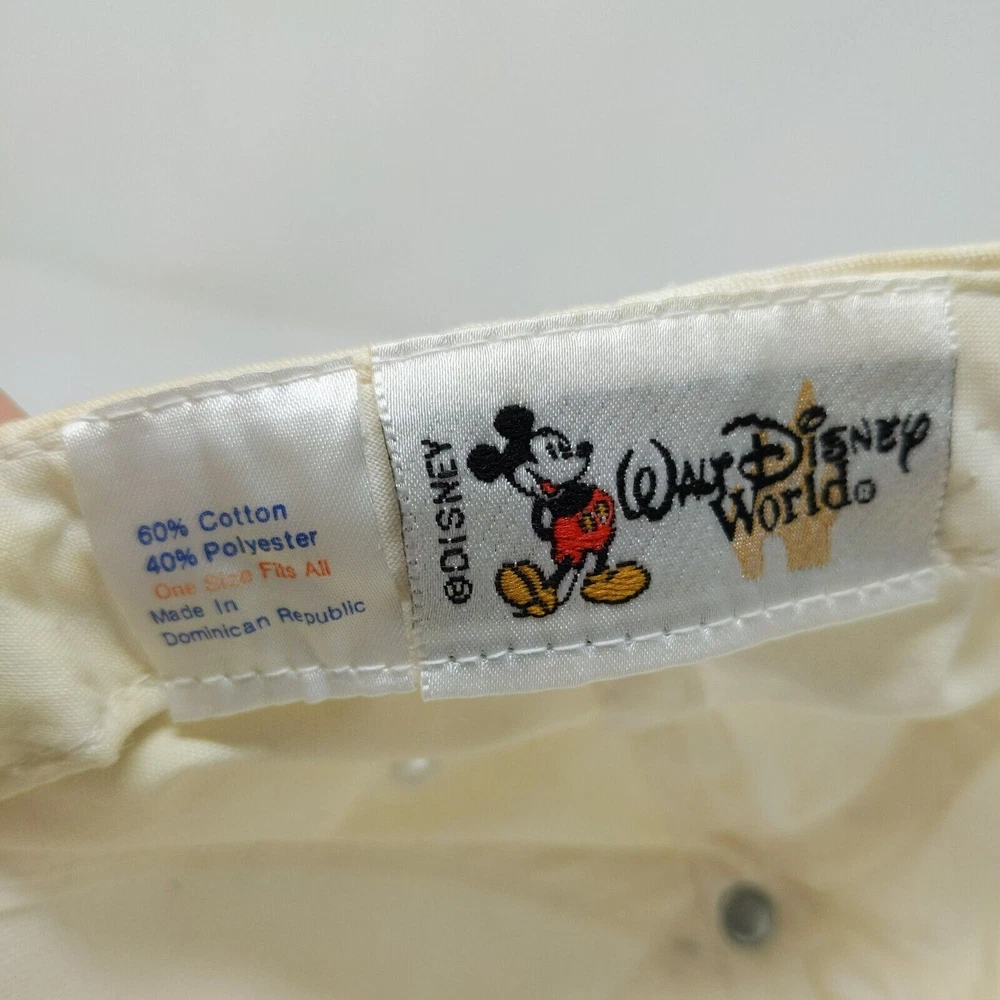 60% Cotton
40% Polyester
One Size Fits All
Made In
Dominican Republic
©DISNEY
WALT DISNEY
World®